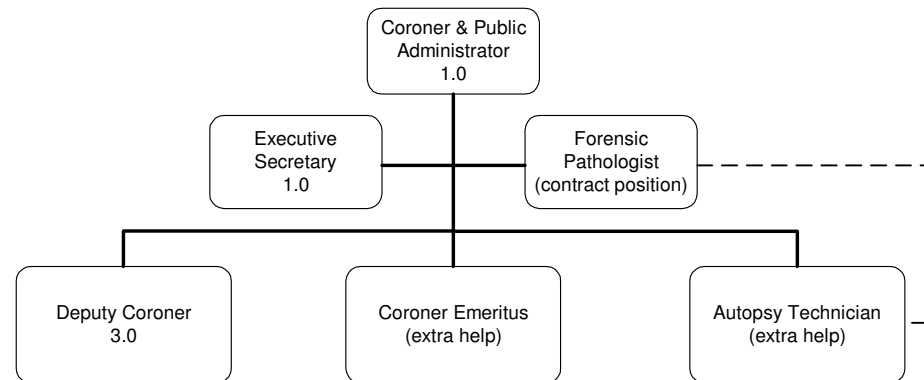 Coroner & Public
Administrator
1.0
Executive
Secretary
1.0
Forensic
Pathologist
(contract position)
Deputy Coroner
3.0
Coroner Emeritus
(extra help)
Autopsy Technician
(extra help)